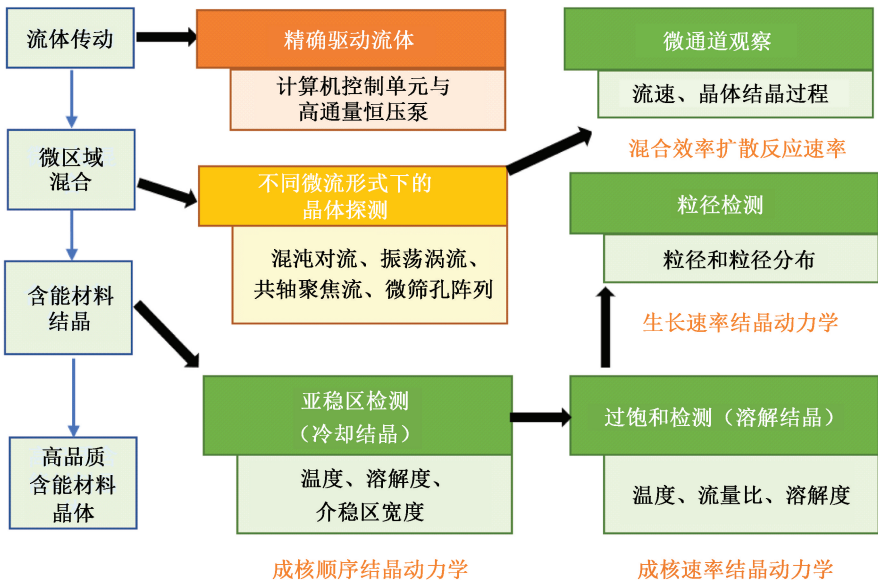 流体传动
精确驱动流体
计算机控制单元与
高通量恒压泵
微通道观察
流速、晶体结晶过程
混合效率扩散反应速率
微区域
混合
不同微流形式下的
晶体探测
混沌对流、振荡涡流、
共轴聚焦流、微筛孔阵列
粒径检测
粒径和粒径分布
生长速率结晶动力学
含能材料
结晶
亚稳区检测
（冷却结晶）
温度、溶解度、
介稳区宽度
成核顺序结晶动力学
过饱和检测（溶解结晶）
温度、流量比、溶解度
成核速率结晶动力学
高品质
含能材料
晶体